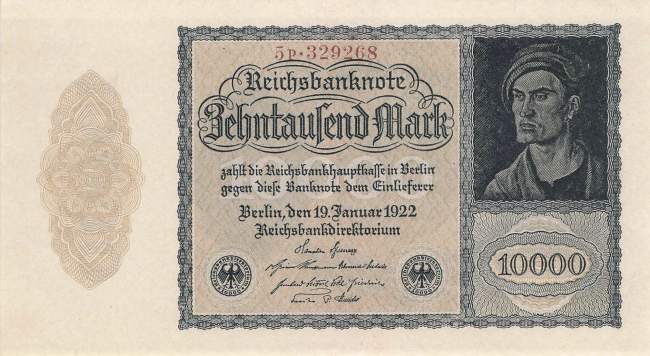 5P·329268
Reichsbanknote
Zehntausend Mark
zahlt die Reichsbankhauptkasse in Berlin
gegen diese Banknote dem Einlieferer
Berlin, den 19. Januar 1922
Reichsbankdirektorium
10000